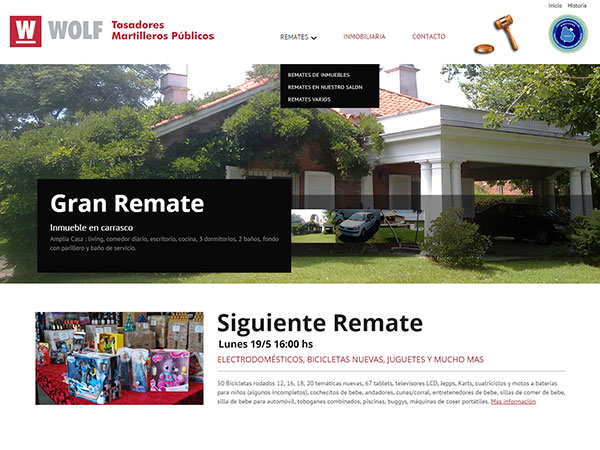 Inicio Historia
W WOLF Tasadores
Martilleros Públicos
REMATES INMOBILIARIA CONTACTO
REMATES DE INMUEBLES
REMATES EN NUESTRO SALON
REMATES VARIOS
Gran Remate
Inmueble en carrasco
Amplia Casa : living, comedor diario, escritorio, cocina, 3 dormitorios, 2 baños, fondo
con parillero y baño de servicio.
Siguiente Remate
Lunes 19/5 16:00 hs
ELECTRODOMÉSTICOS, BICICLETAS NUEVAS, JUGUETES Y MUCHO MAS
50 Bicicletas rodados 12, 16, 18, 20 temáticas nuevas, 67 tablets, televisores LCD, Jepps, Karts, cuatriciclos y motos a baterías
para niños (algunos incompletos), cochecitos de bebe, andadores, cunas/corral, entretenedores de bebe, sillas de comer de bebe,
silla de bebe para automóvil, toboganes combinados, piscinas, buggys, máquinas de coser portátiles. Más información